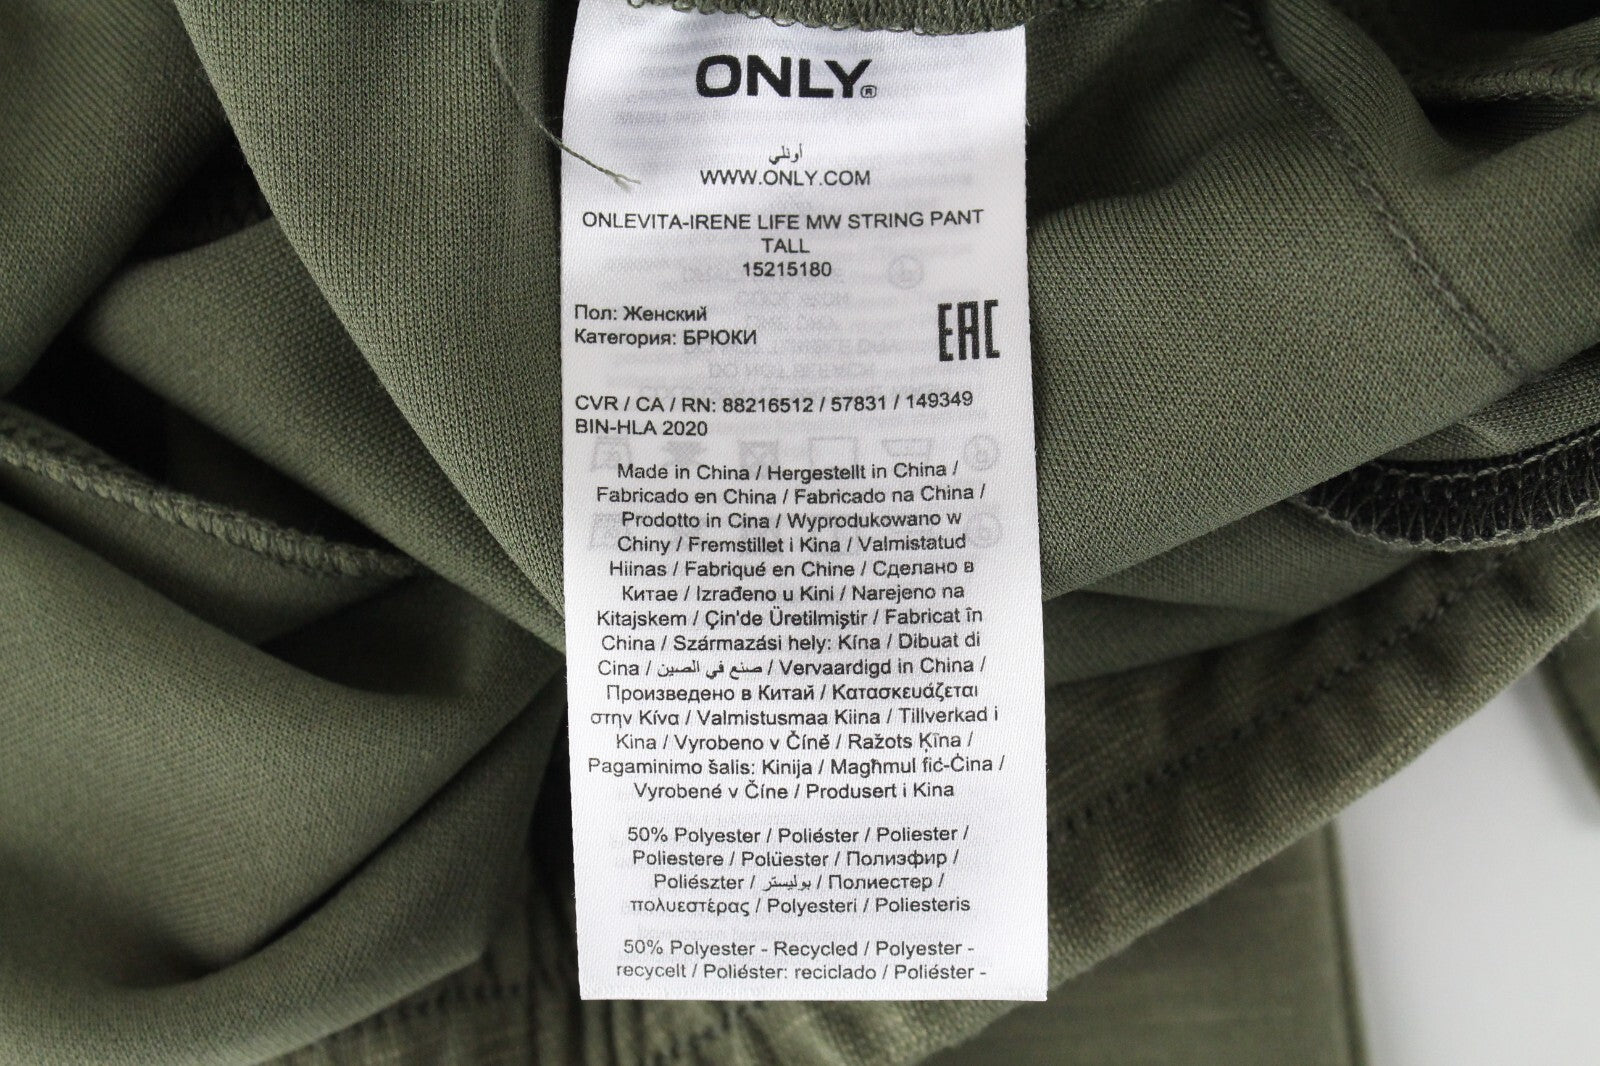 ONLY®
أونلي
WWW.ONLY.COM
ONLEVITA-IRENE LIFE MW STRING PANT
TALL
15215180
Пол: Женский
Категория: БРЮКИ
EAC
CVR / CA / RN: 88216512 / 57831 / 149349
BIN-HLA 2020
Made in China / Hergestellt in China /
Fabricado en China / Fabricado na China /
Prodotto in Cina / Wyprodukowano w
Chiny / Fremstillet i Kina / Valmistatud
Hiinas / Fabriqué en Chine / Сделано в
Китае / Izrađeno u Kini / Narejeno na
Kitajskem / Çin'de Üretilmiştir / Fabricat în
China / Származási hely: Kína / Dibuat di
Cina / صنع في الصين / Vervaardigd in China /
Произведено в Китай / Κατασκευάζεται
στην Κίνα / Valmistusmaa Kiina / Tillverkad i
Kina / Vyrobeno v Číně / Ražots Ķīna /
Pagaminimo šalis: Kinija / Magħmul fiċ-Ċina /
Vyrobené v Číne / Produsert i Kina
50% Polyester / Poliéster / Poliester /
Poliestere / Polüester / Полиэфир /
Poliészter / بوليستر / Полиестер /
πολυεστέρας / Polyesteri / Poliesteris
50% Polyester - Recycled / Polyester -
recycelt / Poliéster: reciclado / Poliéster -